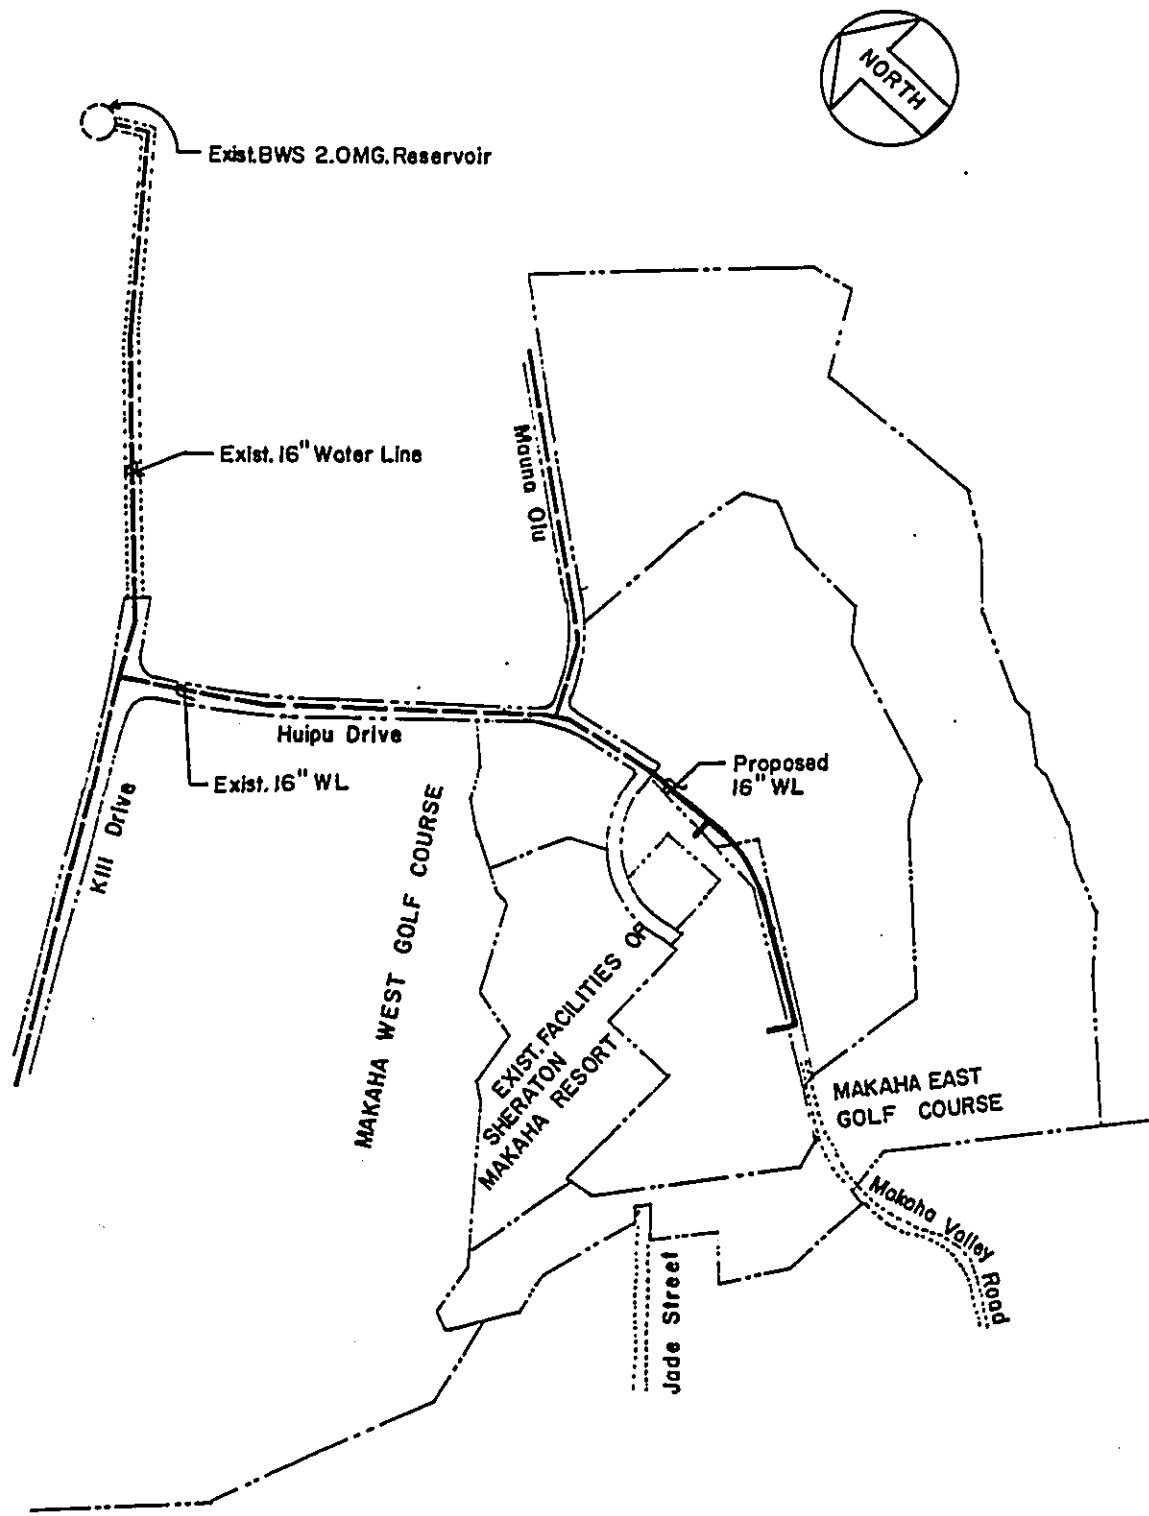 NORTH
Exist.BWS 2.0MG.Reservoir
Exist. 16" Water Line
Mauna Olu
Huipu Drive
Exist. 16" WL
Proposed
16" WL
Kili Drive
MAKAHA WEST GOLF COURSE
EXIST. FACILITIES OF
SHERATON
MAKAHA RESORT
MAKAHA EAST
GOLF COURSE
Makaha Valley Road
Jade Street